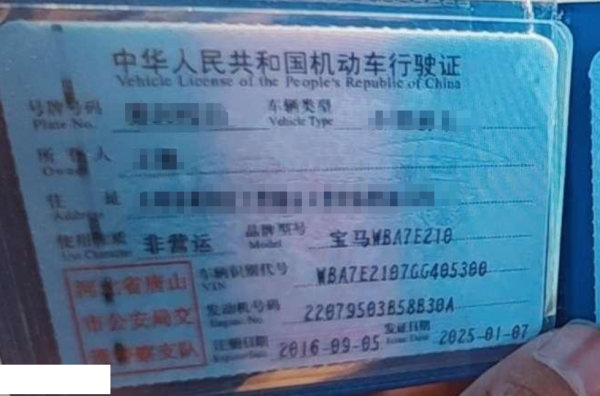 中华人民共和国机动车行驶证
Vehicle License of the People's Republic of China
号牌号码 车辆类型
Plate No. Vehicle Type
所有人
Owner
住址
Address
使用性质 非营运 品牌型号 宝马WBA7E210
Use Character Model
车辆识别代号 WBA7E2107GG405300
VIN
发动机号码 22079503B58B30A
Engine No.
注册日期 2016-09-05 发证日期 2025-01-07
Register Date Issue Date
河北省唐山
市公安局交
通警察支队